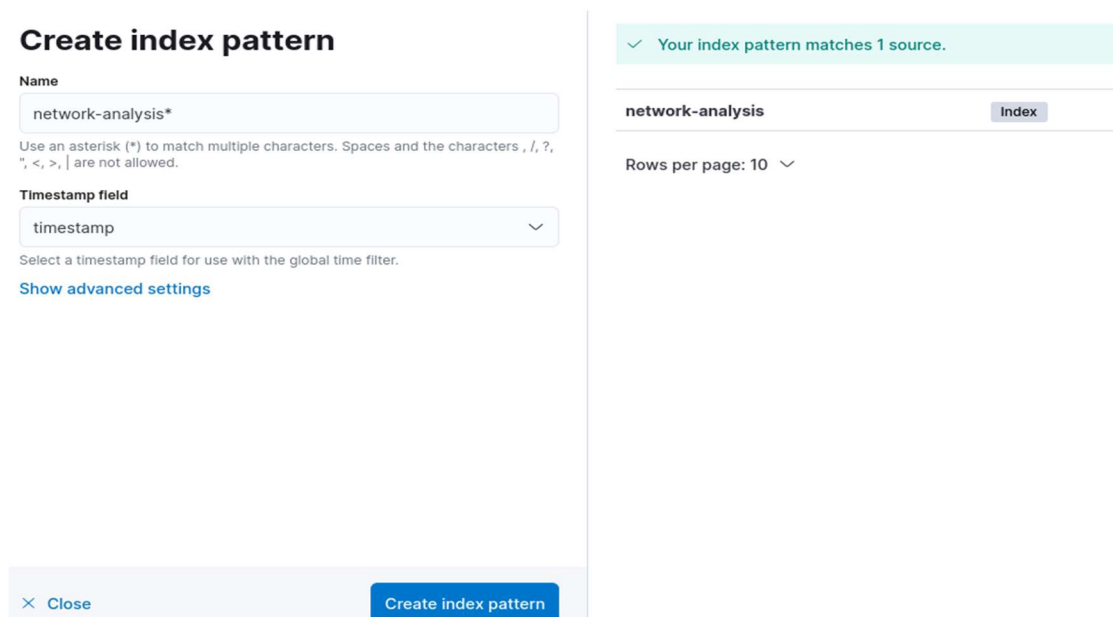 Create index pattern
Name
network-analysis*
Use an asterisk (*) to match multiple characters. Spaces and the characters , /, ?,
", <, >, | are not allowed.
Timestamp field
timestamp
Select a timestamp field for use with the global time filter.
Show advanced settings
Close
Create index pattern
Your index pattern matches 1 source.
network-analysis Index
Rows per page: 10